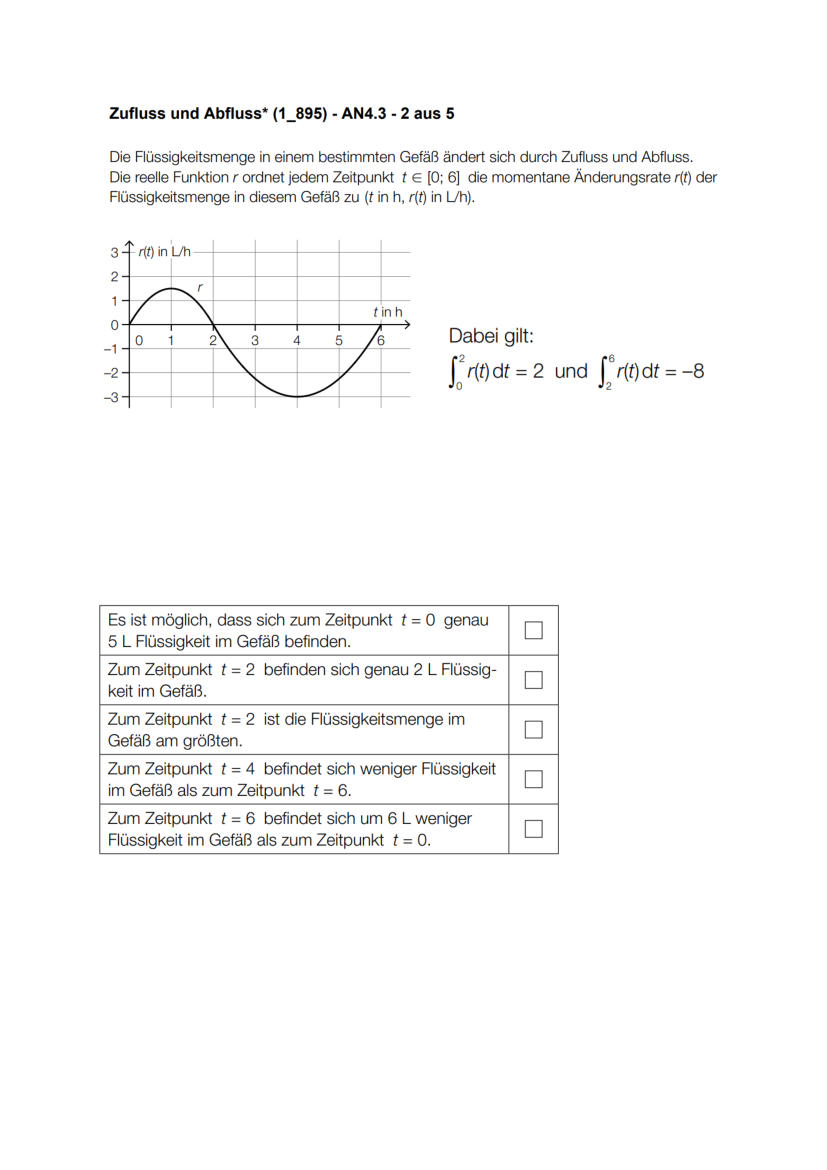 Zufluss und Abfluss* (1_895) - AN4.3 - 2 aus 5
Die Flüssigkeitsmenge in einem bestimmten Gefäß ändert sich durch Zufluss und Abfluss.
Die reelle Funktion r ordnet jedem Zeitpunkt t ∈ [0; 6] die momentane Änderungsrate r(t) der
Flüssigkeitsmenge in diesem Gefäß zu (t in h, r(t) in L/h).
3 r(t) in L/h
2
r
1
t in h
0
0 1 2 3 4 5 6
–1
–2
–3
Dabei gilt:
∫₀² r(t) dt = 2 und ∫₂⁶ r(t) dt = –8
Es ist möglich, dass sich zum Zeitpunkt t = 0 genau
5 L Flüssigkeit im Gefäß befinden.
Zum Zeitpunkt t = 2 befinden sich genau 2 L Flüssig-
keit im Gefäß.
Zum Zeitpunkt t = 2 ist die Flüssigkeitsmenge im
Gefäß am größten.
Zum Zeitpunkt t = 4 befindet sich weniger Flüssigkeit
im Gefäß als zum Zeitpunkt t = 6.
Zum Zeitpunkt t = 6 befindet sich um 6 L weniger
Flüssigkeit im Gefäß als zum Zeitpunkt t = 0.